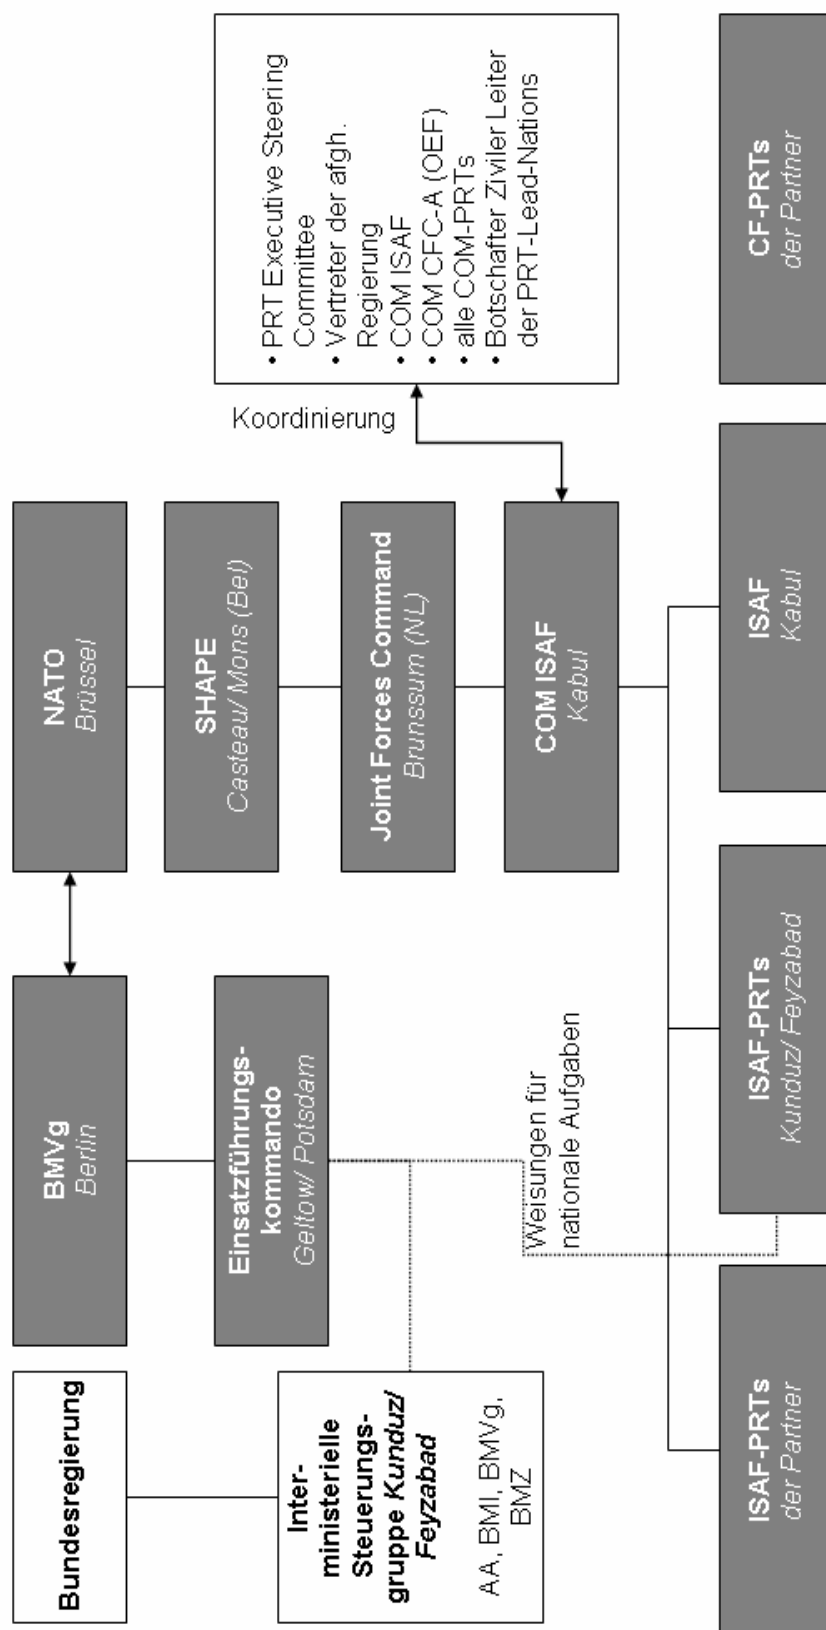 Bundesregierung
BMVg
Berlin
NATO
Brüssel
Inter-
ministerielle
Steuerungs-
gruppe Kunduz/
Feyzabad
AA, BMI, BMVg,
BMZ
Einsatzführungs-
kommando
Geltow/ Potsdam
SHAPE
Casteau/ Mons (Bel)
Joint Forces Command
Brunssum (NL)
COM ISAF
Kabul
Koordinierung
• PRT Executive Steering
Committee
• Vertreter der afgh.
Regierung
• COM ISAF
• COM CFC-A (OEF)
• alle COM-PRTs
• Botschafter Ziviler Leiter
der PRT-Lead-Nations
Weisungen für
nationale Aufgaben
ISAF-PRTs
der Partner
ISAF-PRTs
Kunduz/ Feyzabad
ISAF
Kabul
CF-PRTs
der Partner